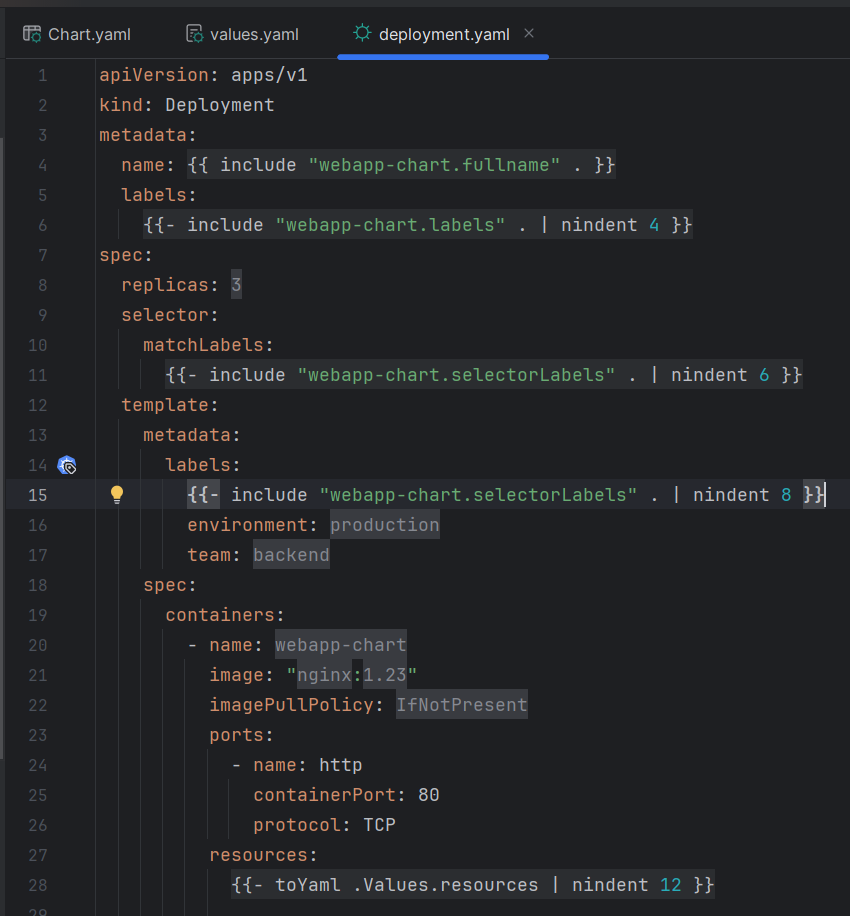 Chart.yaml values.yaml deployment.yaml ×
1 apiVersion: apps/v1
2 kind: Deployment
3 metadata:
4   name: {{ include "webapp-chart.fullname" . }}
5   labels:
6     {{- include "webapp-chart.labels" . | nindent 4 }}
7 spec:
8   replicas: 3
9   selector:
10     matchLabels:
11       {{- include "webapp-chart.selectorLabels" . | nindent 6 }}
12   template:
13     metadata:
14       labels:
15         {{- include "webapp-chart.selectorLabels" . | nindent 8 }}
16         environment: production
17         team: backend
18     spec:
19       containers:
20         - name: webapp-chart
21           image: "nginx:1.23"
22           imagePullPolicy: IfNotPresent
23           ports:
24             - name: http
25               containerPort: 80
26               protocol: TCP
27           resources:
28             {{- toYaml .Values.resources | nindent 12 }}
29